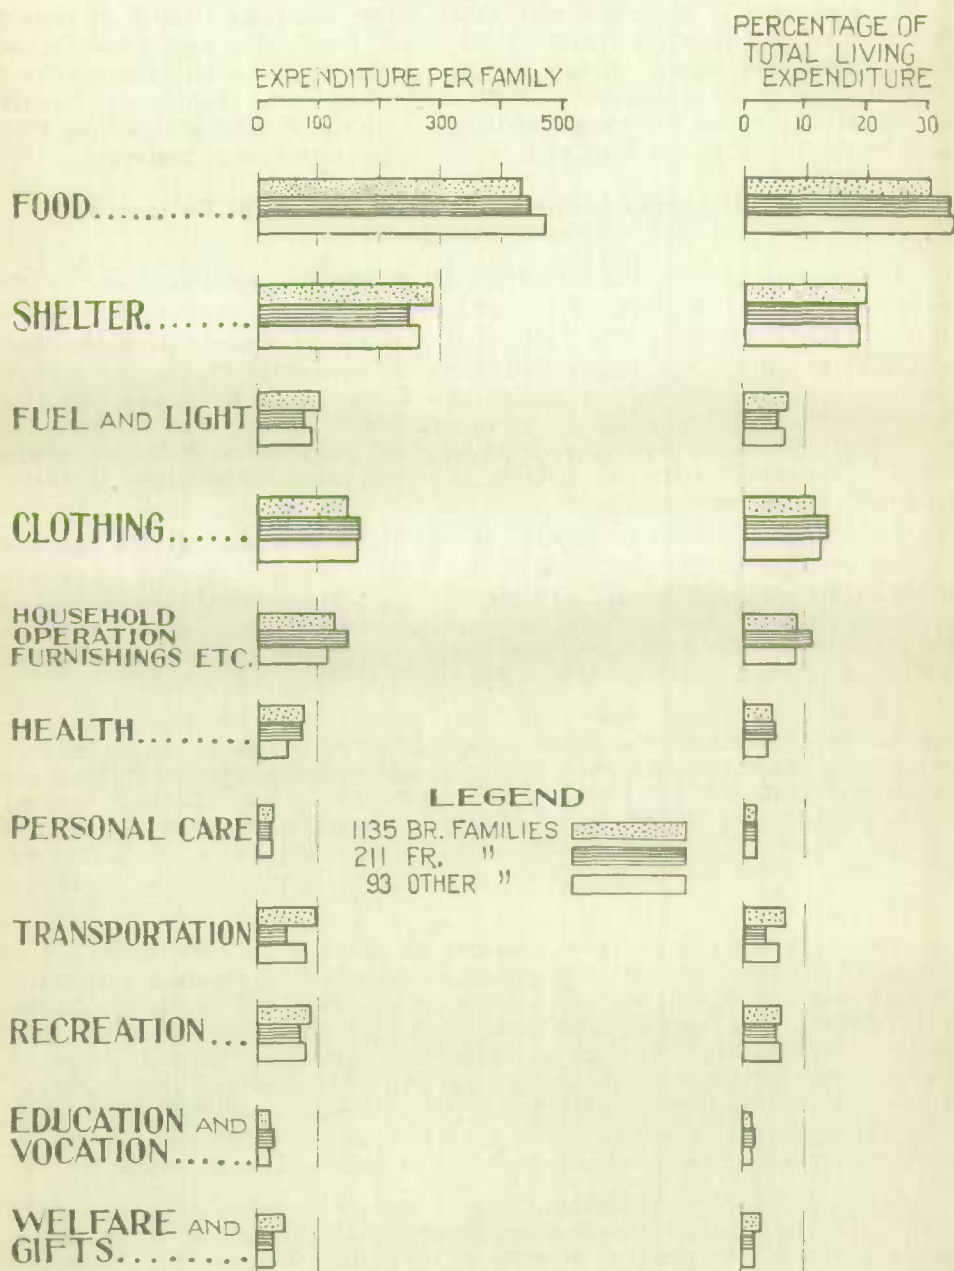 PERCENTAGE OF
TOTAL LIVING
EXPENDITURE
EXPENDITURE PER FAMILY
0 100 300 500
0 10 20 30
FOOD............
SHELTER........
FUEL AND LIGHT
CLOTHING......
HOUSEHOLD
OPERATION
FURNISHINGS ETC.
HEALTH........
LEGEND
1135 BR. FAMILIES
211 FR. "
93 OTHER "
PERSONAL CARE
TRANSPORTATION
RECREATION...
EDUCATION AND
VOCATION......
WELFARE AND
GIFTS.........